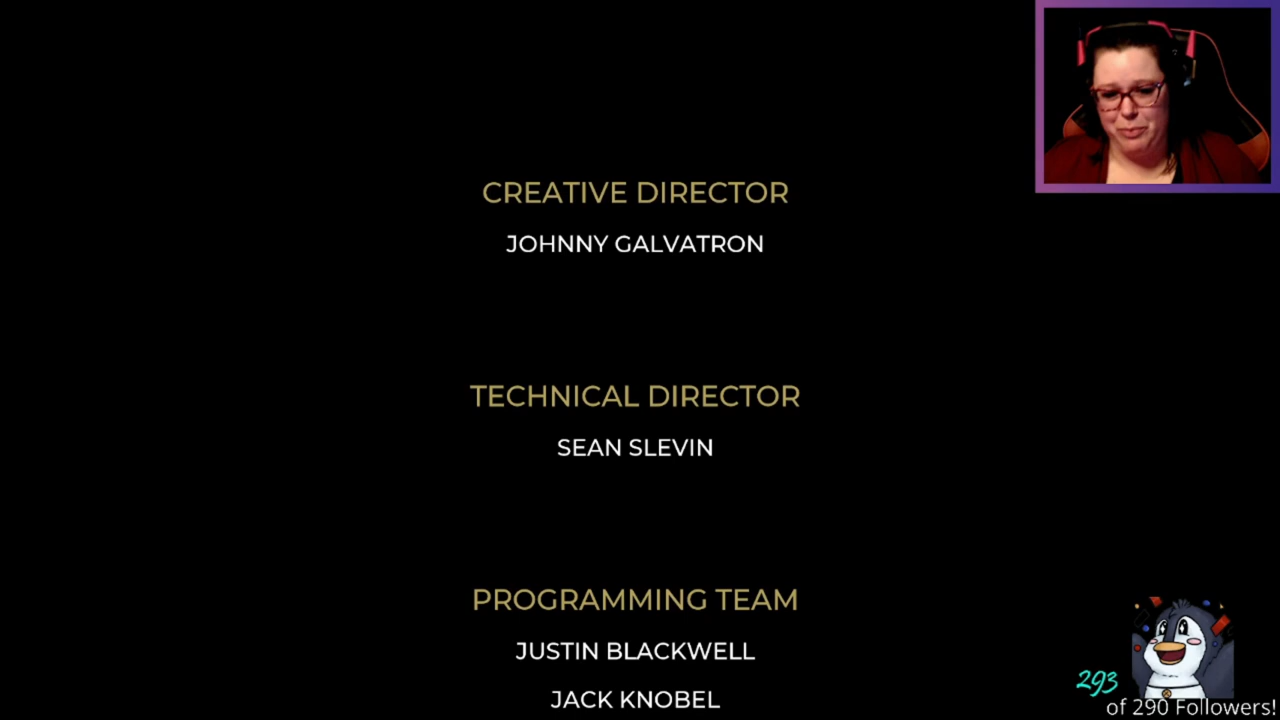 CREATIVE DIRECTOR
JOHNNY GALVATRON
TECHNICAL DIRECTOR
SEAN SLEVIN
PROGRAMMING TEAM
JUSTIN BLACKWELL
JACK KNOBEL
293
of 290 Followers!